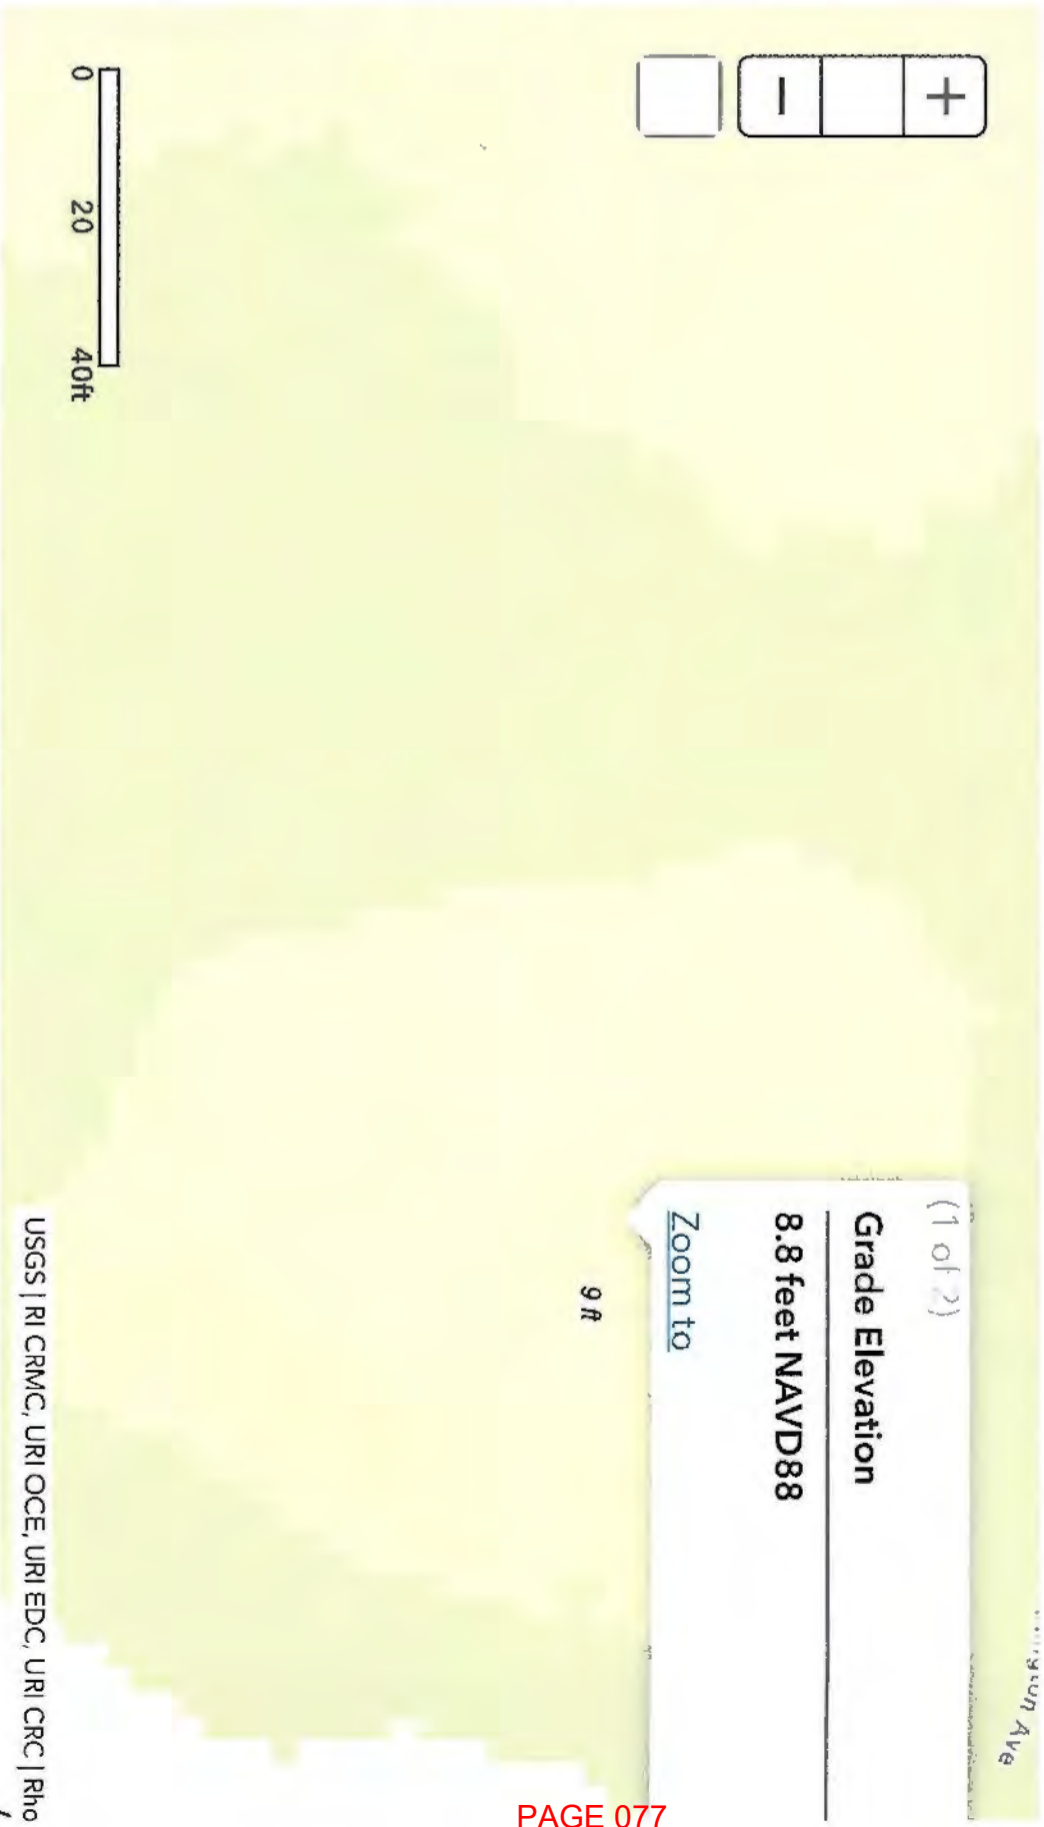 +
−
(1 of 2)
Grade Elevation
8.8 feet NAVD88
Zoom to
9 ft
Ave
0 20 40ft
USGS | RI CRMC, URI OCE, URI EDC, URI CRC | Rho
PAGE 077